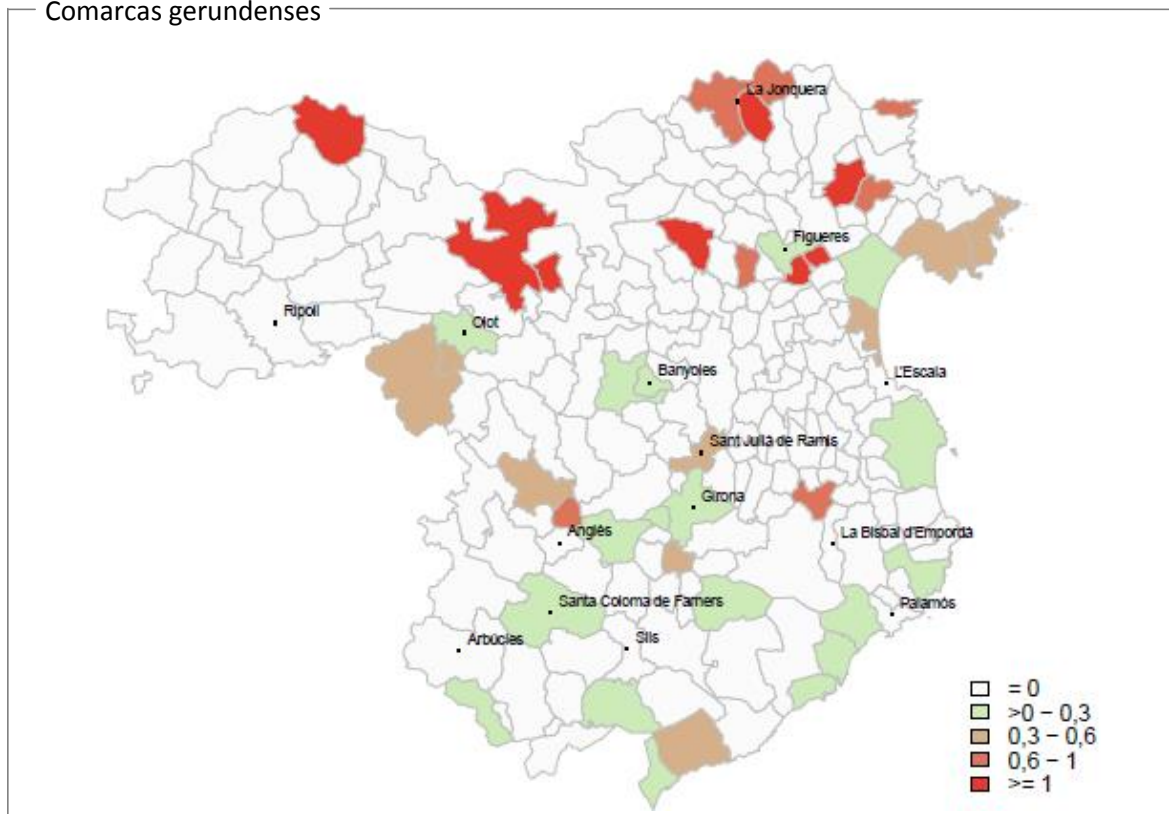 Comarcas gerundenses
La Jonquera
Figueres
Ripoll
Olot
Banyoles
L'Escala
Sant Julià de Ramis
Girona
Anglès
La Bisbal d'Empordà
Santa Coloma de Farners
Palamós
Arbúcies
Sils
= 0
>0 – 0,3
0,3 – 0,6
0,6 – 1
>= 1